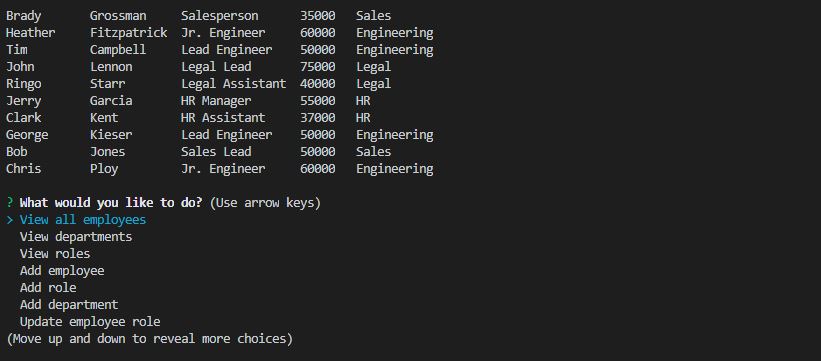 Brady Grossman Salesperson 35000 Sales
Heather Fitzpatrick Jr. Engineer 60000 Engineering
Tim Campbell Lead Engineer 50000 Engineering
John Lennon Legal Lead 75000 Legal
Ringo Starr Legal Assistant 40000 Legal
Jerry Garcia HR Manager 55000 HR
Clark Kent HR Assistant 37000 HR
George Kieser Lead Engineer 50000 Engineering
Bob Jones Sales Lead 50000 Sales
Chris Ploy Jr. Engineer 60000 Engineering
? What would you like to do? (Use arrow keys)
> View all employees
View departments
View roles
Add employee
Add role
Add department
Update employee role
(Move up and down to reveal more choices)